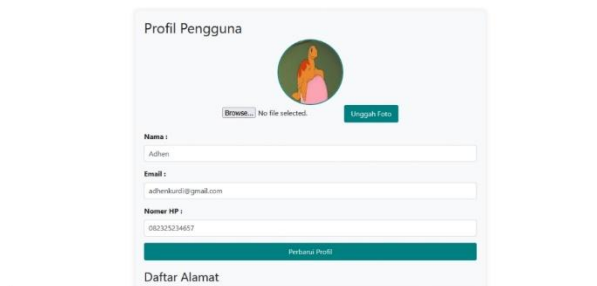 Profil Pengguna
Browse... No file selected. Unggah Foto
Nama :
Adhen
Email :
adhenkurdi@gmail.com
Nomer HP :
082325234657
Perbarui Profil
Daftar Alamat